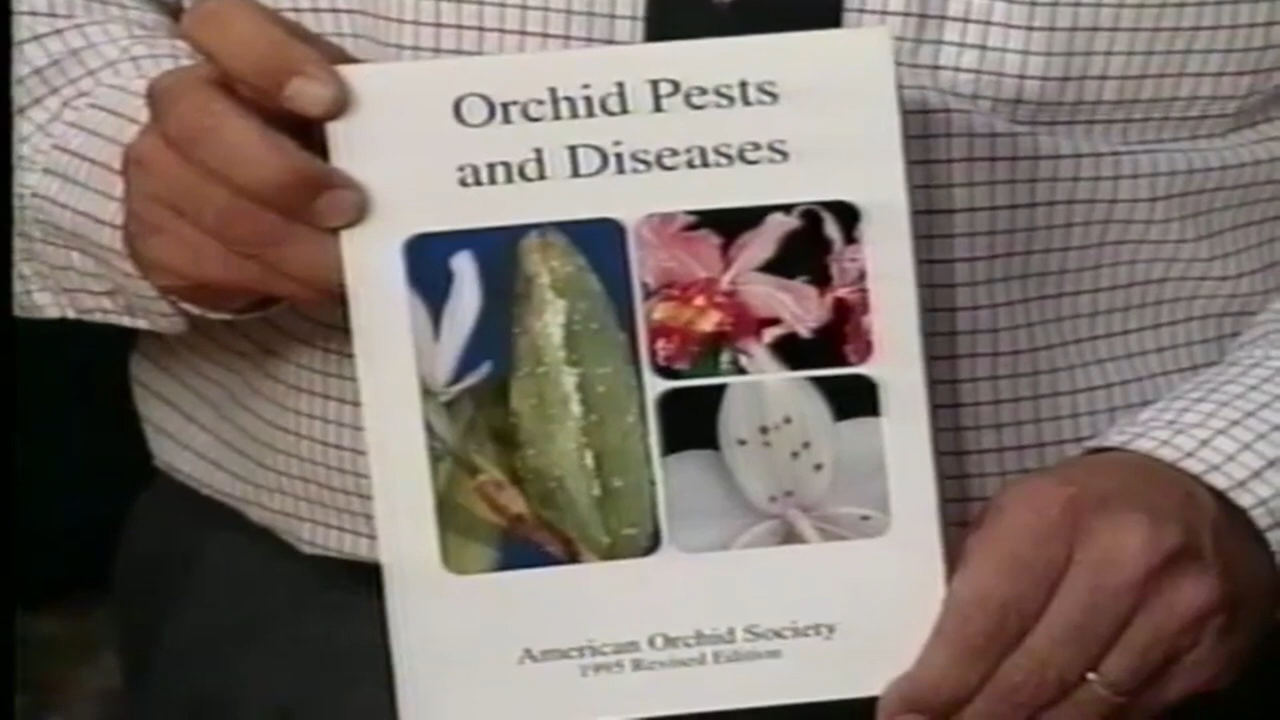 Orchid Pests
and Diseases
American Orchid Society
1995 Revised Edition